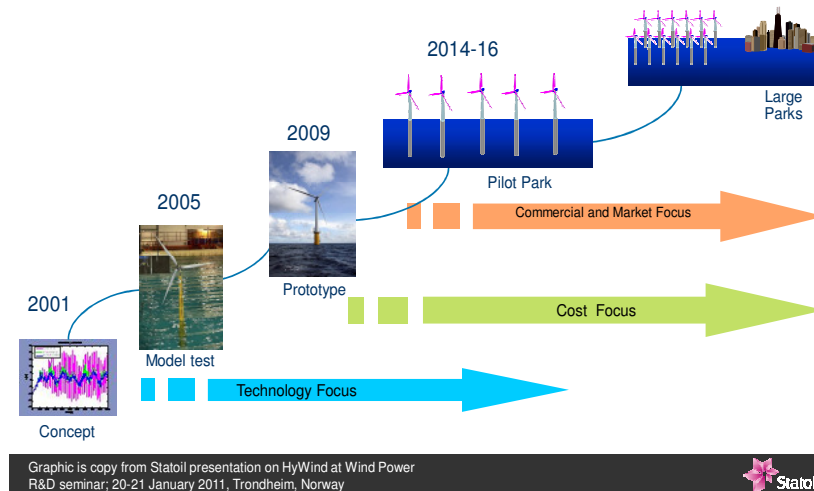 2001
Concept
2005
Model test
2009
Prototype
2014-16
Pilot Park
Large
Parks
Commercial and Market Focus
Cost Focus
Technology Focus
Graphic is copy from Statoil presentation on HyWind at Wind Power
R&D seminar; 20-21 January 2011, Trondheim, Norway
Statoil